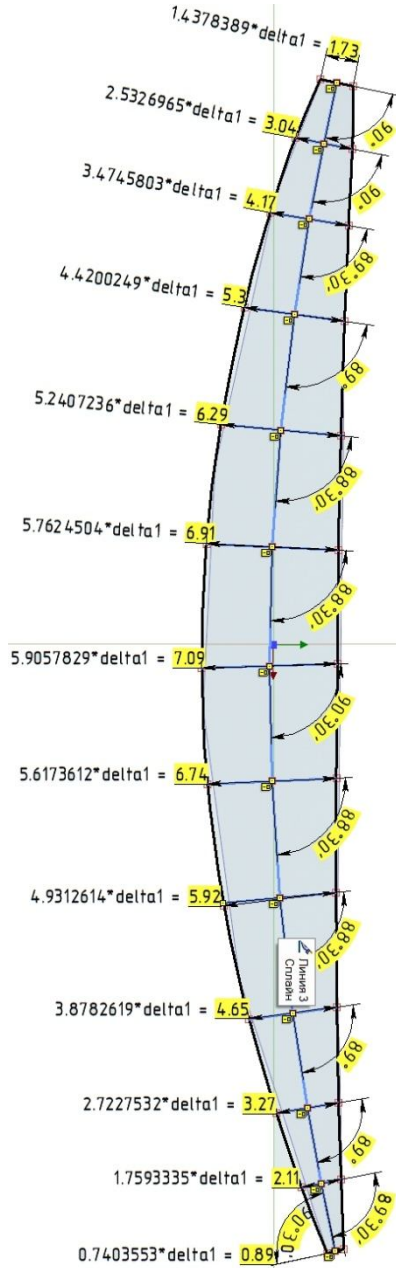 1.4378389*delta1 = 1.73
90°
2.5326965*delta1 = 3.04
90°
3.4745803*delta1 = 4.17
89°30'
4.4200249*delta1 = 5.3
89°
5.2407236*delta1 = 6.29
88°30'
5.7624504*delta1 = 6.91
88°30'
5.9057829*delta1 = 7.09
90°30'
5.6173612*delta1 = 6.74
88°30'
4.9312614*delta1 = 5.92
88°30'
Линия 3
Сплайн
3.8782619*delta1 = 4.65
89°
2.7227532*delta1 = 3.27
89°
1.7593335*delta1 = 2.11
89°30'
90°30'
0.7403553*delta1 = 0.89